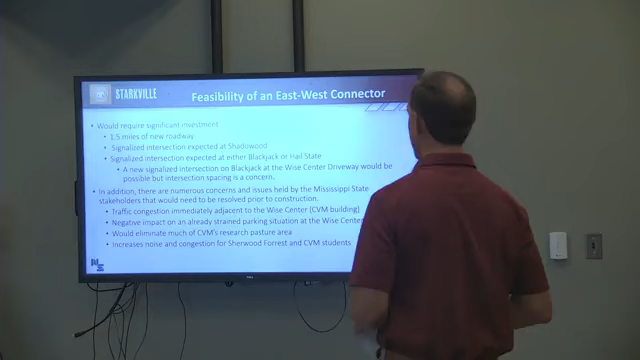 STARKVILLE
Feasibility of an East-West Connector
• Would require significant investment
• 1.5 miles of new roadway
• Signalized intersection expected at Shadowood
• Signalized intersection expected at either Blackjack or Hail State
• A new signalized intersection on Blackjack at the Wise Center Driveway would be
possible but intersection spacing is a concern.
• In addition, there are numerous concerns and issues held by the Mississippi State
stakeholders that would need to be resolved prior to construction.
• Traffic congestion immediately adjacent to the Wise Center (CVM building)
• Negative impact on an already strained parking situation at the Wise Center
• Would eliminate much of CVM's research pasture area
• Increases noise and congestion for Sherwood Forrest and CVM students